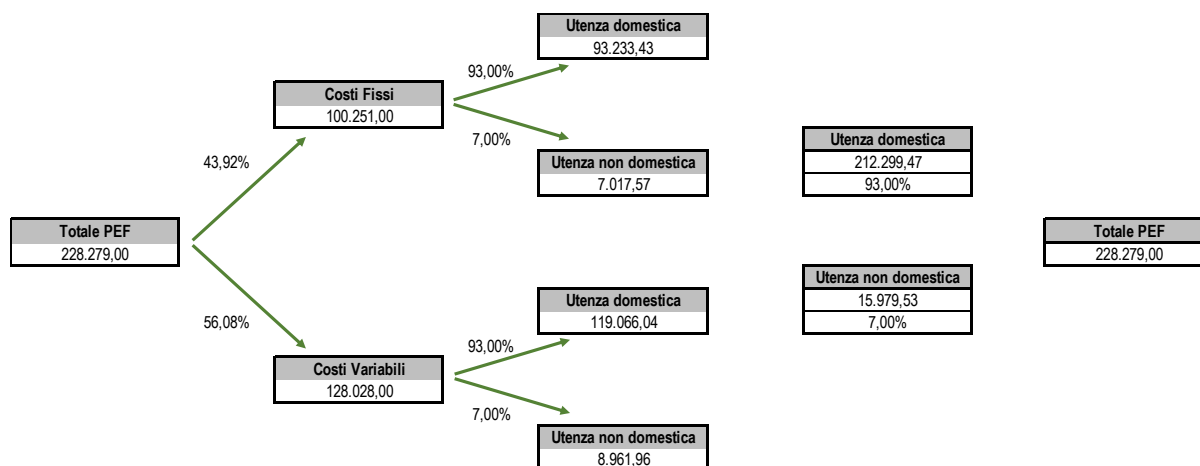 Utenza domestica
93.233,43
93,00%
Costi Fissi
100.251,00
7,00%
43,92%
Utenza non domestica
7.017,57
Utenza domestica
212.299,47
93,00%
Totale PEF
228.279,00
Totale PEF
228.279,00
Utenza non domestica
15.979,53
7,00%
56,08%
Utenza domestica
119.066,04
93,00%
Costi Variabili
128.028,00
7,00%
Utenza non domestica
8.961,96